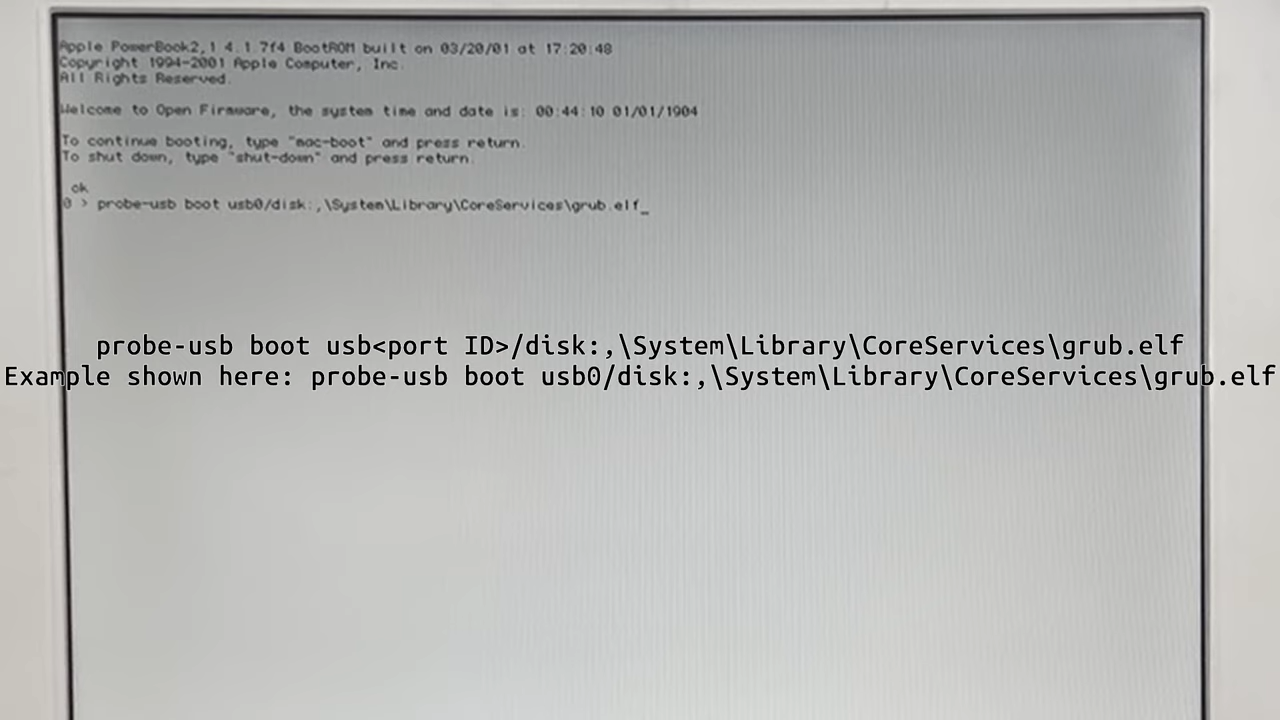 Apple PowerBook2,1 4.1.7f4 BootROM built on 03/20/01 at 17:20:48
Copyright 1994-2001 Apple Computer, Inc.
All Rights Reserved.
Welcome to Open Firmware, the system time and date is: 00:44:10 01/01/1904
To continue booting, type "mac-boot" and press return.
To shut down, type "shut-down" and press return.
ok
0 > probe-usb boot usb0/disk:,\System\Library\CoreServices\grub.elf_
probe-usb boot usb<port ID>/disk:,\System\Library\CoreServices\grub.elf
Example shown here: probe-usb boot usb0/disk:,\System\Library\CoreServices\grub.elf